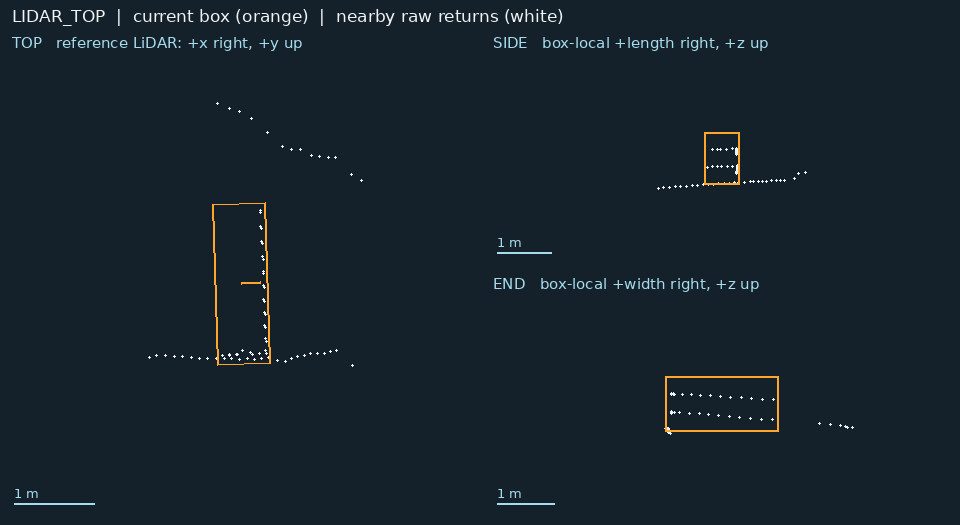 LIDAR_TOP | current box (orange) | nearby raw returns (white)
TOP reference LiDAR: +x right, +y up
SIDE box-local +length right, +z up
1 m
END box-local +width right, +z up
1 m
1 m